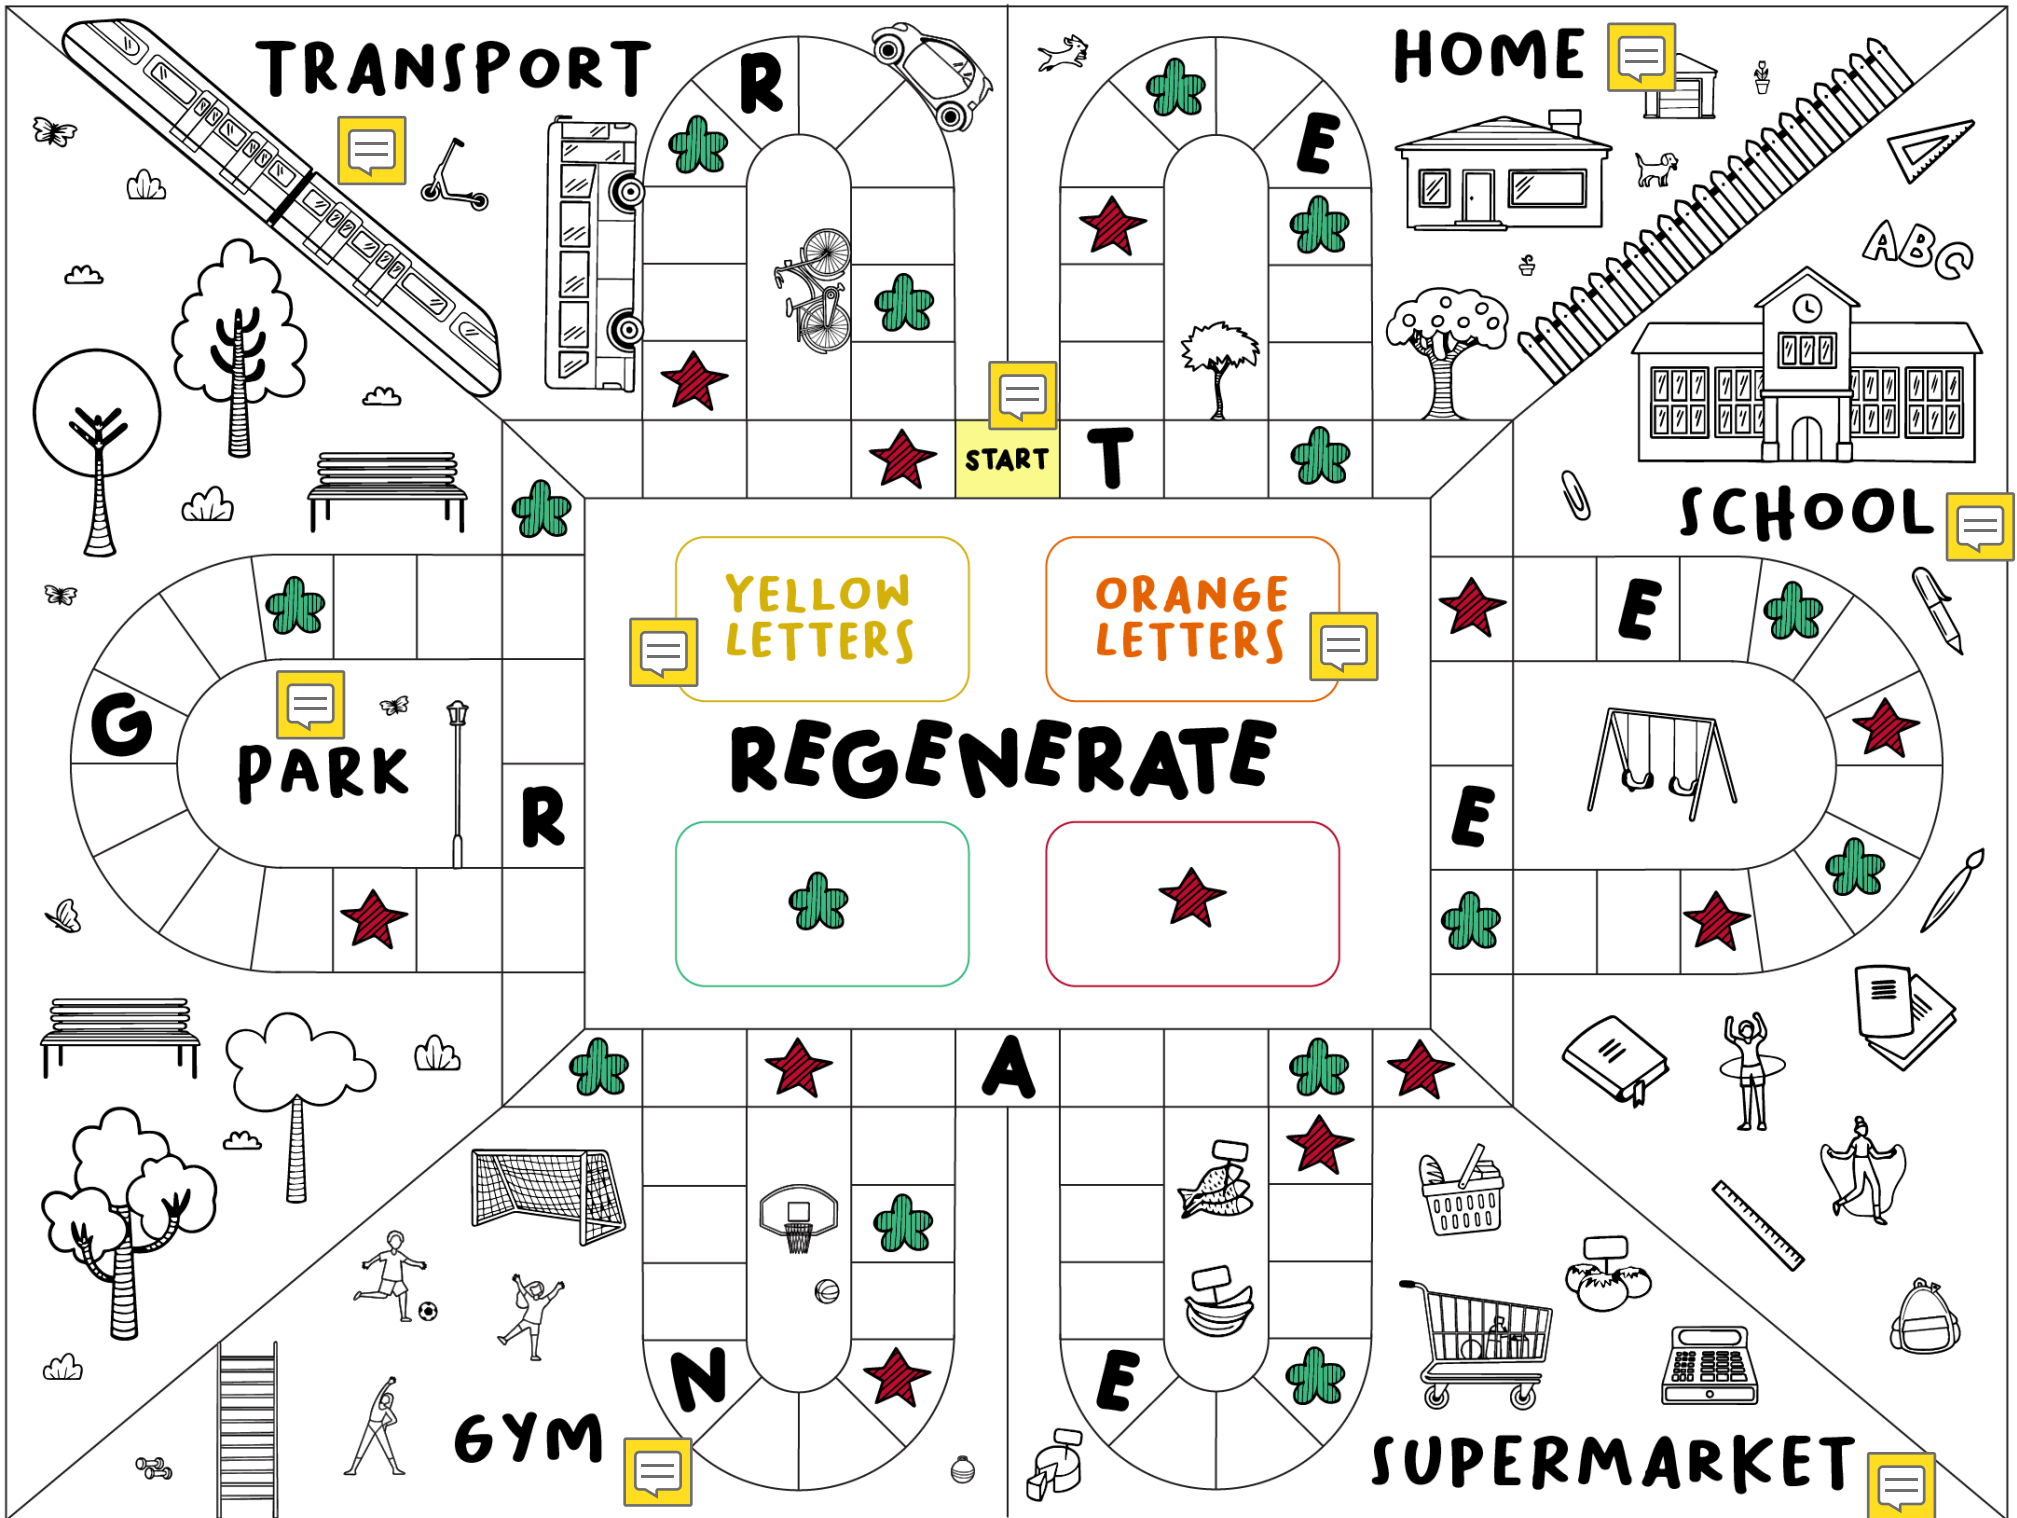 TRANSPORT
R
HOME
E
ABC
START
T
SCHOOL
YELLOW
LETTERS
ORANGE
LETTERS
E
G
PARK
REGENERATE
R
E
A
N
E
GYM
SUPERMARKET